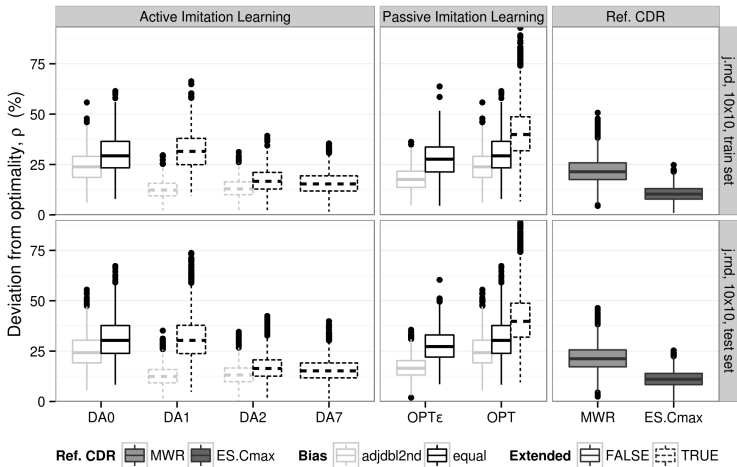 Active Imitation Learning Passive Imitation Learning Ref. CDR
Deviation from optimality, ρ (%)
75
50
25
0
j.rnd, 10x10, train set
75
50
25
0
j.rnd, 10x10, test set
DA0 DA1 DA2 DA7 OPTε OPT MWR ES.Cmax
Ref. CDR MWR ES.Cmax Bias adjdbl2nd equal Extended FALSE TRUE